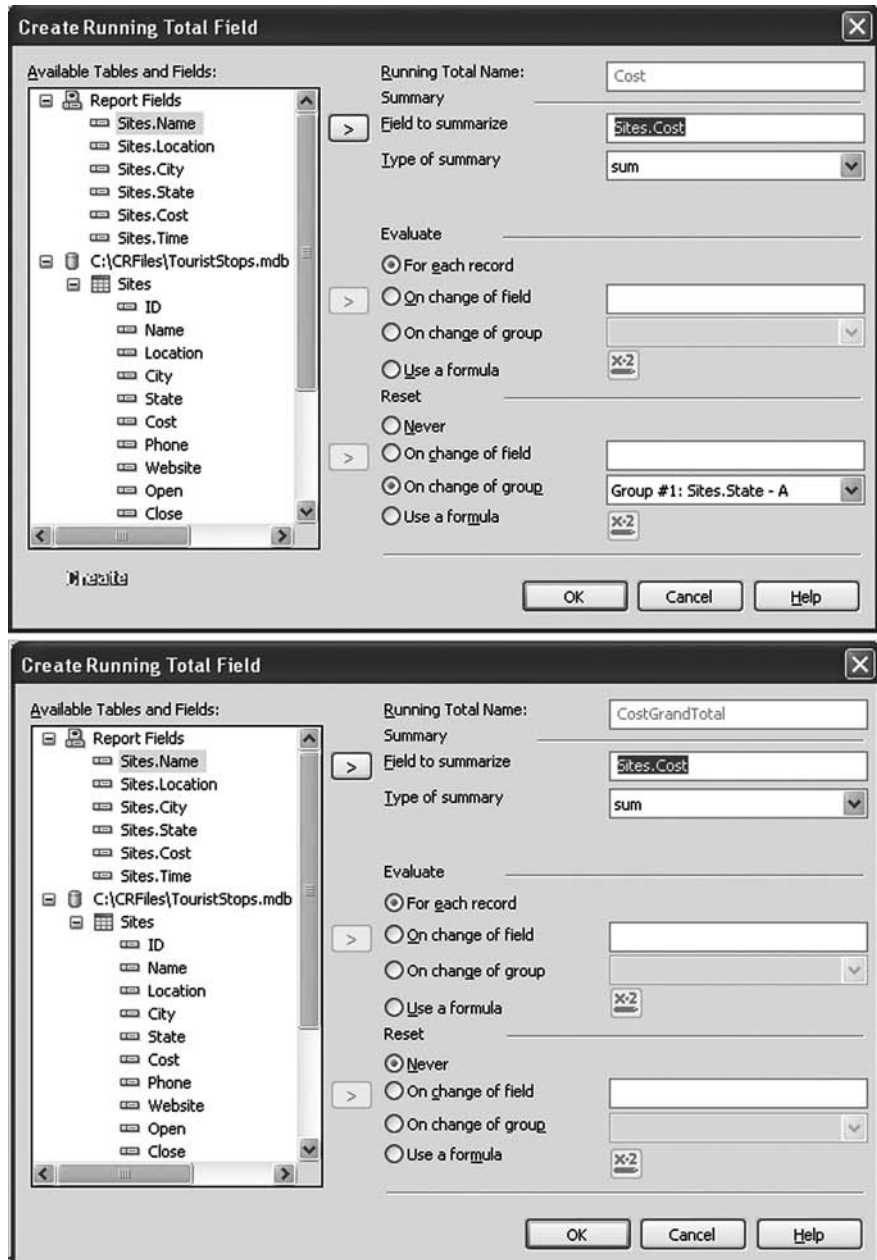 Create Running Total Field
Available Tables and Fields:
Report Fields
Sites.Name
Sites.Location
Sites.City
Sites.State
Sites.Cost
Sites.Time
C:\CRFiles\TouristStops.mdb
Sites
ID
Name
Location
City
State
Cost
Phone
Website
Open
Close
Running Total Name:
Cost
Summary
>
Field to summarize
Sites.Cost
Type of summary
sum
Evaluate
For each record
>
On change of field
On change of group
Use a formula
x·2
Reset
Never
>
On change of field
On change of group
Group #1: Sites.State - A
Use a formula
x·2
OK
Cancel
Help
Create Running Total Field
Available Tables and Fields:
Report Fields
Sites.Name
Sites.Location
Sites.City
Sites.State
Sites.Cost
Sites.Time
C:\CRFiles\TouristStops.mdb
Sites
ID
Name
Location
City
State
Cost
Phone
Website
Open
Close
Running Total Name:
CostGrandTotal
Summary
>
Field to summarize
Sites.Cost
Type of summary
sum
Evaluate
For each record
>
On change of field
On change of group
Use a formula
x·2
Reset
Never
>
On change of field
On change of group
Use a formula
x·2
OK
Cancel
Help